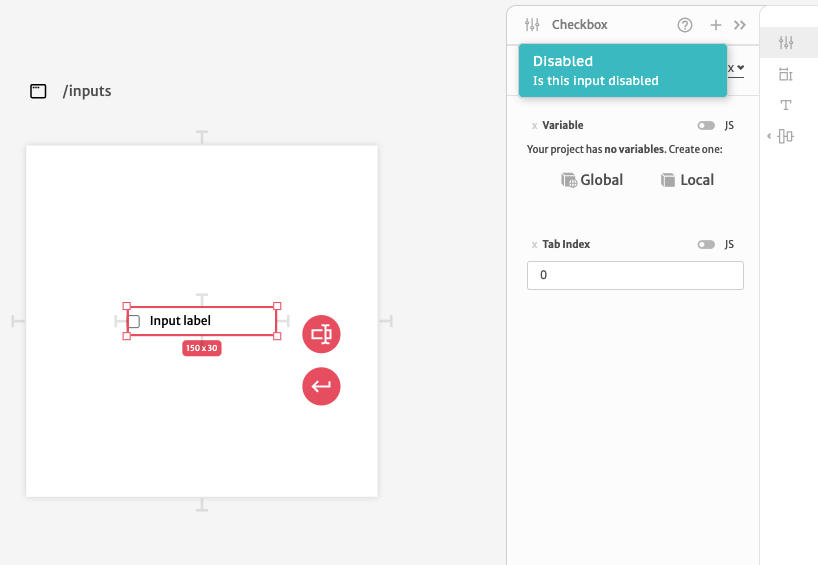 Checkbox
Disabled
Is this input disabled
x
/inputs
x Variable JS
Your project has no variables. Create one:
Global Local
x Tab Index JS
0
Input label
150 x 30